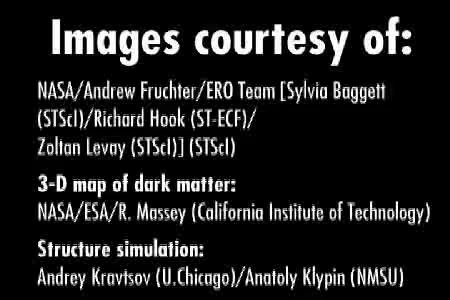 Images courtesy of:
NASA/Andrew Fruchter/ERO Team [Sylvia Baggett
(STScI)/Richard Hook (ST-ECF)/
Zoltan Levay (STScI)] (STScI)
3-D map of dark matter:
NASA/ESA/R. Massey (California Institute of Technology)
Structure simulation:
Andrey Kravtsov (U.Chicago)/Anatoly Klypin (NMSU)